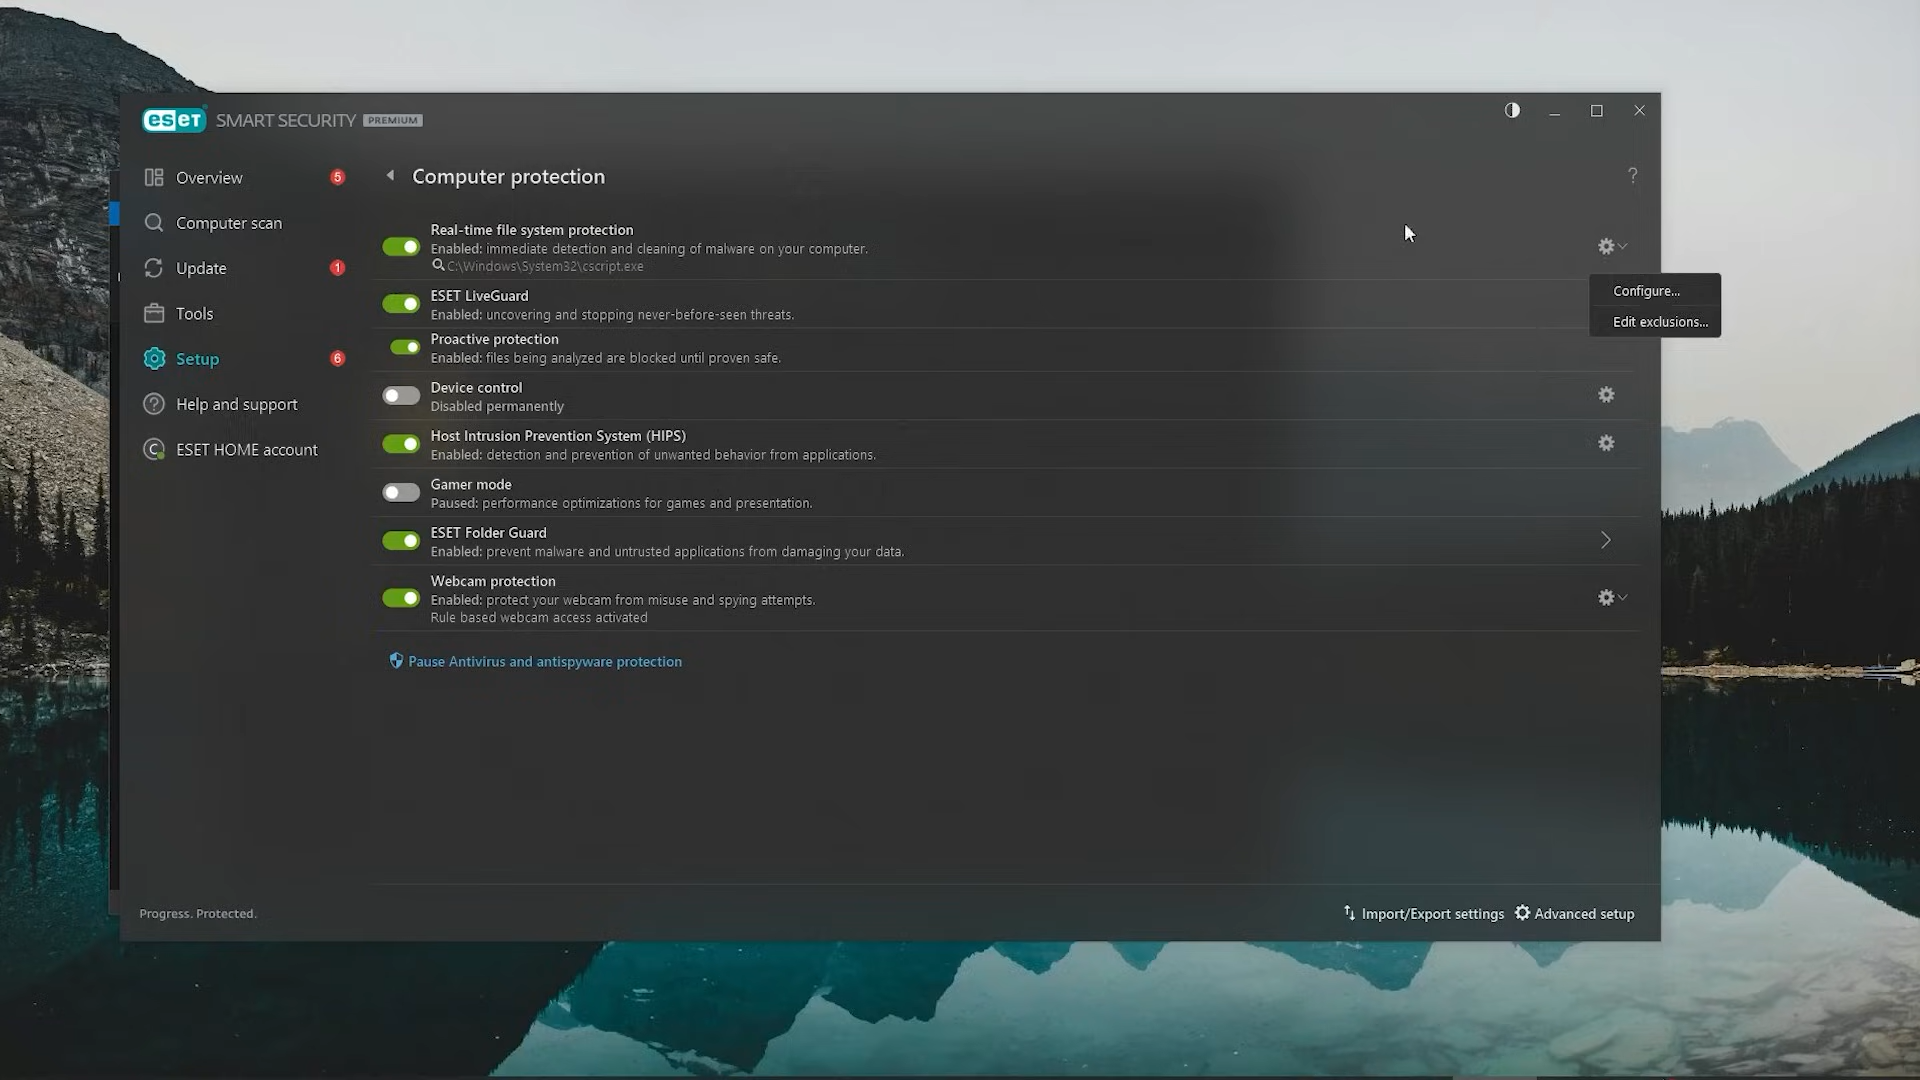 eseT SMART SECURITY PREMIUM
Overview 5
Computer scan
Update 1
Tools
Setup 6
Help and support
ESET HOME account
Computer protection
?
Real-time file system protection
Enabled: immediate detection and cleaning of malware on your computer.
C:\Windows\System32\cscript.exe
Configure...
Edit exclusions...
ESET LiveGuard
Enabled: uncovering and stopping never-before-seen threats.
Proactive protection
Enabled: files being analyzed are blocked until proven safe.
Device control
Disabled permanently
Host Intrusion Prevention System (HIPS)
Enabled: detection and prevention of unwanted behavior from applications.
Gamer mode
Paused: performance optimizations for games and presentation.
ESET Folder Guard
Enabled: prevent malware and untrusted applications from damaging your data.
Webcam protection
Enabled: protect your webcam from misuse and spying attempts.
Rule based webcam access activated
Pause Antivirus and antispyware protection
Progress. Protected.
Import/Export settings Advanced setup